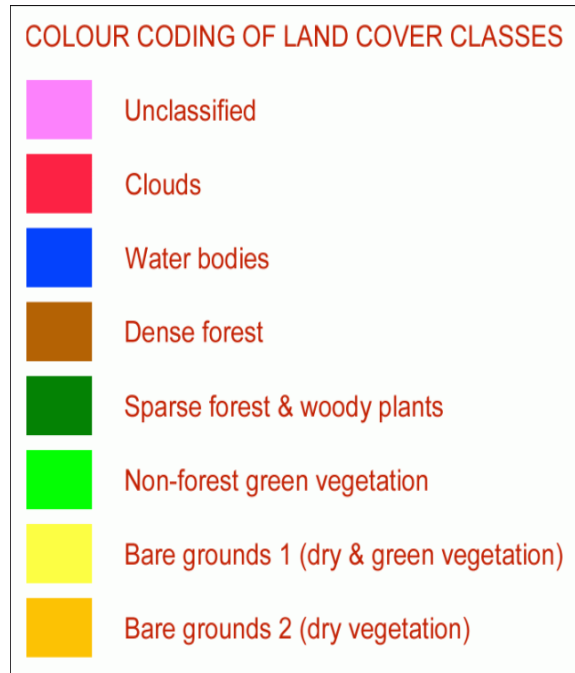 COLOUR CODING OF LAND COVER CLASSES
Unclassified
Clouds
Water bodies
Dense forest
Sparse forest & woody plants
Non-forest green vegetation
Bare grounds 1 (dry & green vegetation)
Bare grounds 2 (dry vegetation)